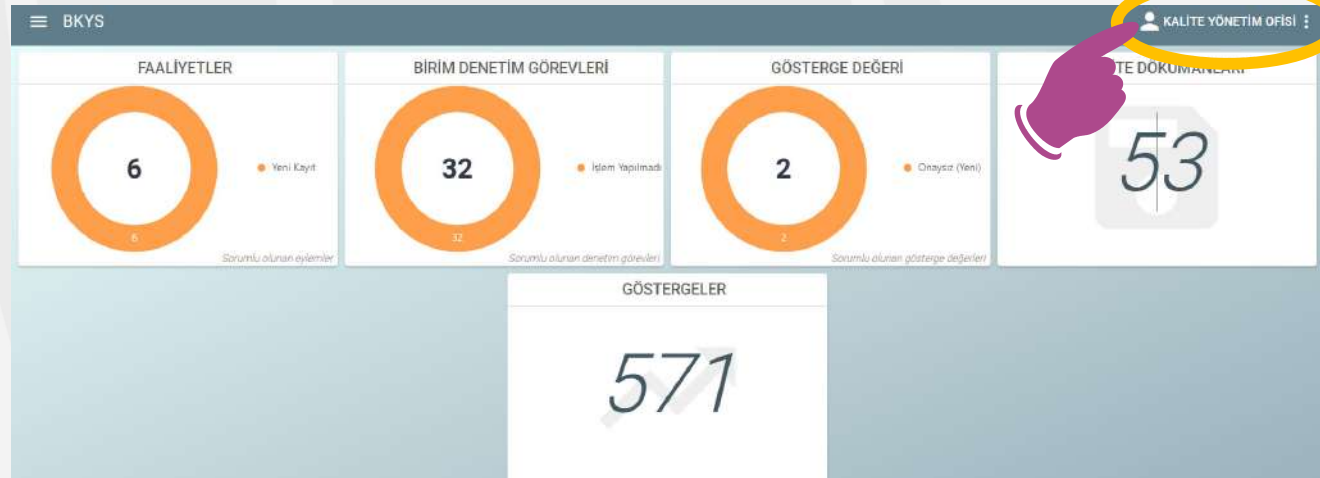 BKYS
KALİTE YÖNETİM OFİSİ
FAALİYETLER
6
Yeni Kayıt
6
Sorumlu olunan eylemler
BİRİM DENETİM GÖREVLERİ
32
İşlem Yapılmadı
32
Sorumlu olunan denetim görevleri
GÖSTERGE DEĞERİ
2
Onaysız (Yeni)
2
Sorumlu olunan gösterge değerleri
DOKÜMANLARI
53
GÖSTERGELER
571